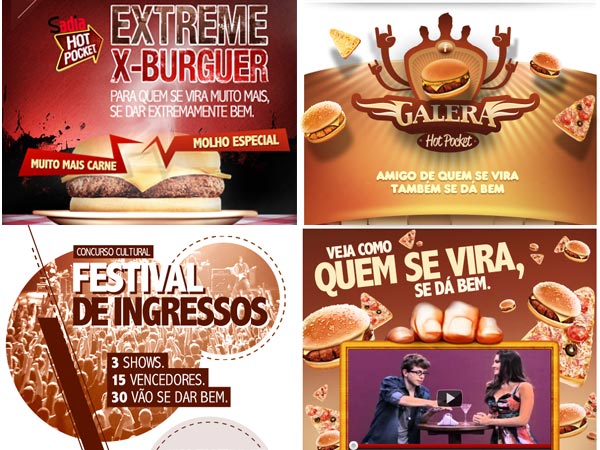 Sadia
HOT
POCKET
EXTREME
X-BURGUER
PARA QUEM SE VIRA MUITO MAIS,
SE DAR EXTREMAMENTE BEM.
MOLHO ESPECIAL
MUITO MAIS CARNE
GALERA
Hot Pocket
AMIGO DE QUEM SE VIRA
TAMBÉM SE DÁ BEM
CONCURSO CULTURAL
FESTIVAL
DE INGRESSOS
3 SHOWS.
15 VENCEDORES.
30 VÃO SE DAR BEM.
VEJA COMO
QUEM SE VIRA,
SE DÁ BEM.